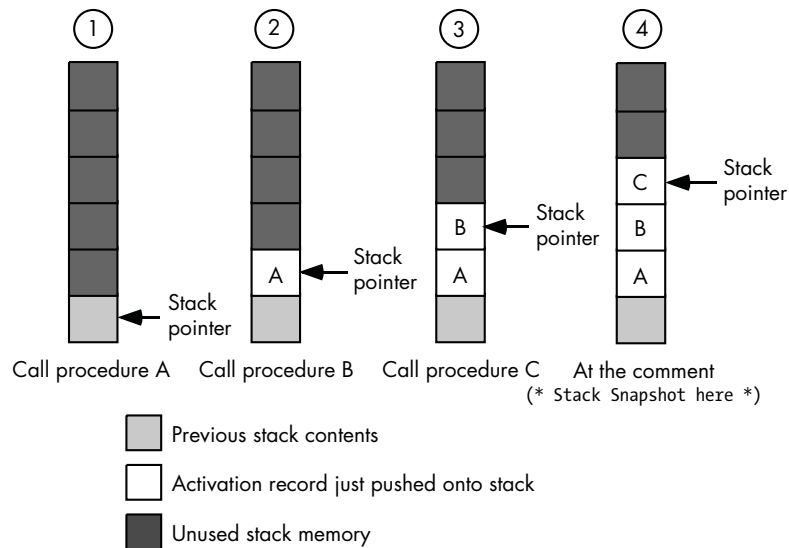 1
2
3
4
C
Stack
pointer
B
Stack
pointer
B
A
Stack
pointer
A
A
Stack
pointer
Call procedure A
Call procedure B
Call procedure C
At the comment
(* Stack Snapshot here *)
Previous stack contents
Activation record just pushed onto stack
Unused stack memory